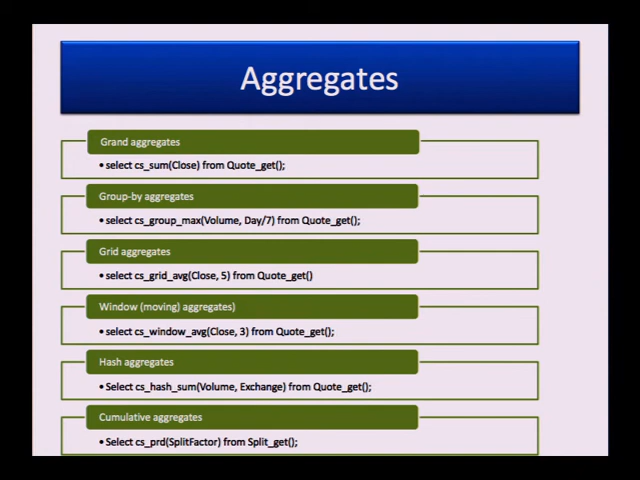 Aggregates
Grand aggregates
•select cs_sum(Close) from Quote_get();
Group-by aggregates
•select cs_group_max(Volume, Day/7) from Quote_get();
Grid aggregates
•select cs_grid_avg(Close, 5) from Quote_get()
Window (moving) aggregates)
•select cs_window_avg(Close, 3) from Quote_get();
Hash aggregates
•Select cs_hash_sum(Volume, Exchange) from Quote_get();
Cumulative aggregates
•Select cs_prd(SplitFactor) from Split_get();